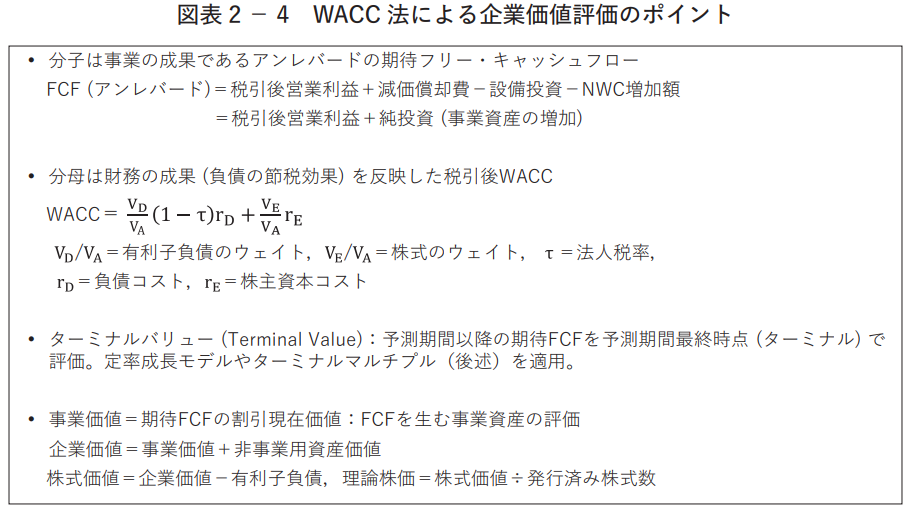 図表2－4　WACC 法による企業価値評価のポイント
• 分子は事業の成果であるアンレバードの期待フリー・キャッシュフロー
FCF (アンレバード)＝税引後営業利益＋減価償却費－設備投資－NWC増加額
＝税引後営業利益＋純投資 (事業資産の増加)
• 分母は財務の成果 (負債の節税効果) を反映した税引後WACC
WACC＝ V_D/V_A (1－τ)r_D + V_E/V_A r_E
V_D/V_A＝有利子負債のウェイト，V_E/V_A＝株式のウェイト，τ＝法人税率，
r_D＝負債コスト，r_E＝株主資本コスト
• ターミナルバリュー (Terminal Value)：予測期間以降の期待FCFを予測期間最終時点 (ターミナル) で
評価。定率成長モデルやターミナルマルチプル（後述）を適用。
• 事業価値＝期待FCFの割引現在価値：FCFを生む事業資産の評価
企業価値＝事業価値＋非事業用資産価値
株式価値＝企業価値－有利子負債，理論株価＝株式価値÷発行済み株式数